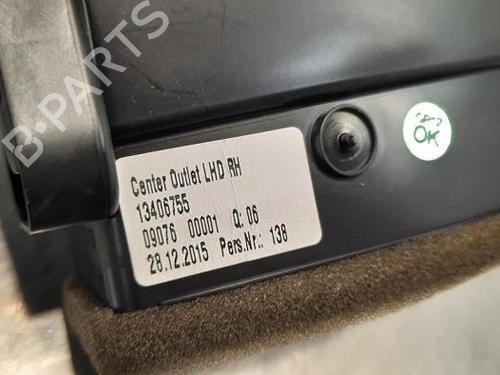 B-PARTS
Center Outlet LHD RH
13406755
09076 00001 Q: 06
28.12.2015 Pers.Nr.: 138
OK